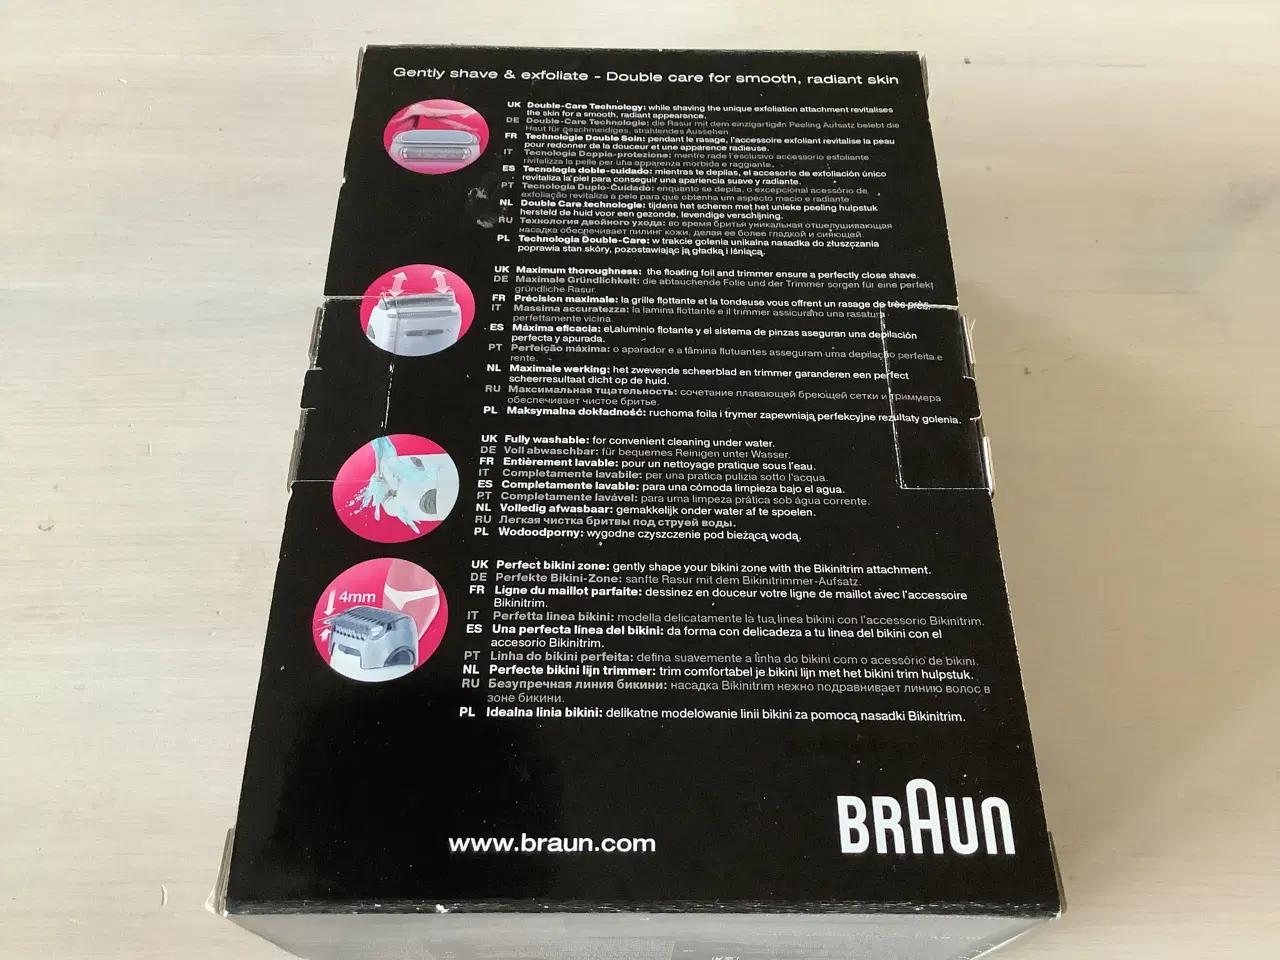 Gently shave & exfoliate - Double care for smooth, radiant skin
UK Double-Care Technology: while shaving the unique exfoliation attachment revitalises
the skin for a smooth, radiant appearance.
DE Double-Care Technologie: die Rasur mit dem einzigartigen Peeling Aufsatz belebt die
Haut für geschmeidiges, strahlendes Aussehen
FR Technologie Double Soin: pendant le rasage, l'accessoire exfoliant revitalise la peau
pour redonner de la douceur et une apparence radieuse.
IT Tecnologia Doppia-protezione: mentre rade l'esclusivo accessorio esfoliante
rivitalizza la pelle per una apparenza morbida e raggiante.
ES Tecnología doble-cuidado: mientras te depilas, el accesorio de exfoliación único
revitaliza la piel para conseguir una apariencia suave y radiante.
PT Tecnologia Duplo-Cuidado: enquanto se depila, o excepcional acessório de
exfoliação revitaliza a pele para que obtenha um aspecto macio e radiante.
NL Double Care technologie: tijdens het scheren met het unieke peeling hulpstuk
hersteld de huid voor een gezonde, levendige verschijning.
RU Технология двойного ухода: во время бритья уникальная отшелушивающая
насадка обеспечивает пилинг кожи, делая ее более гладкой и сияющей.
PL Technologia Double-Care: w trakcie golenia unikalna nasadka do złuszczania
poprawia stan skóry, pozostawiając ją gładką i lśniącą.
UK Maximum thoroughness: the floating foil and trimmer ensure a perfectly close shave.
DE Maximale Gründlichkeit: die abtauchende Folie und der Trimmer sorgen für eine perfekt
gründliche Rasur.
FR Précision maximale: la grille flottante et la tondeuse vous offrent un rasage de très près.
IT Massima accuratezza: la lamina flottante e il trimmer assicurano una rasatura
perfettamente vicina.
ES Máxima eficacia: el aluminio flotante y el sistema de pinzas aseguran una depilación
perfecta y apurada.
PT Perfeição máxima: o aparador e a lâmina flutuantes asseguram uma depilação perfeita e
rente.
NL Maximale werking: het zwevende scheerblad en trimmer garanderen een perfect
scheerresultaat dicht op de huid.
RU Максимальная тщательность: сочетание плавающей бреющей сетки и триммера
обеспечивает чистое бритье.
PL Maksymalna dokładność: ruchoma folia i trymer zapewniają perfekcyjne rezultaty golenia.
UK Fully washable: for convenient cleaning under water.
DE Voll abwaschbar: für bequemes Reinigen unter Wasser.
FR Entièrement lavable: pour un nettoyage pratique sous l'eau.
IT Completamente lavabile: per una pratica pulizia sotto l'acqua.
ES Completamente lavable: para una cómoda limpieza bajo el agua.
PT Completamente lavável: para uma limpeza prática sob água corrente.
NL Volledig afwasbaar: gemakkelijk onder water af te spoelen.
RU Легкая чистка бритвы под струей воды.
PL Wodoodporny: wygodne czyszczenie pod bieżącą wodą.
4mm
UK Perfect bikini zone: gently shape your bikini zone with the Bikinitrim attachment.
DE Perfekte Bikini-Zone: sanfte Rasur mit dem Bikinitrimmer-Aufsatz.
FR Ligne du maillot parfaite: dessinez en douceur votre ligne de maillot avec l'accessoire
Bikinitrim.
IT Perfetta linea bikini: modella delicatamente la tua linea bikini con l'accessorio Bikinitrim.
ES Una perfecta línea del bikini: da forma con delicadeza a tu linea del bikini con el
accesorio Bikinitrim.
PT Linha do bikini perfeita: defina suavemente a linha do bikini com o acessório de bikini.
NL Perfecte bikini lijn trimmer: trim comfortabel je bikini lijn met het bikini trim hulpstuk.
RU Безупречная линия бикини: насадка Bikinitrim нежно подравнивает линию волос в
зоне бикини.
PL Idealna linia bikini: delikatne modelowanie linii bikini za pomocą nasadki Bikinitrim.
www.braun.com
BRAUN